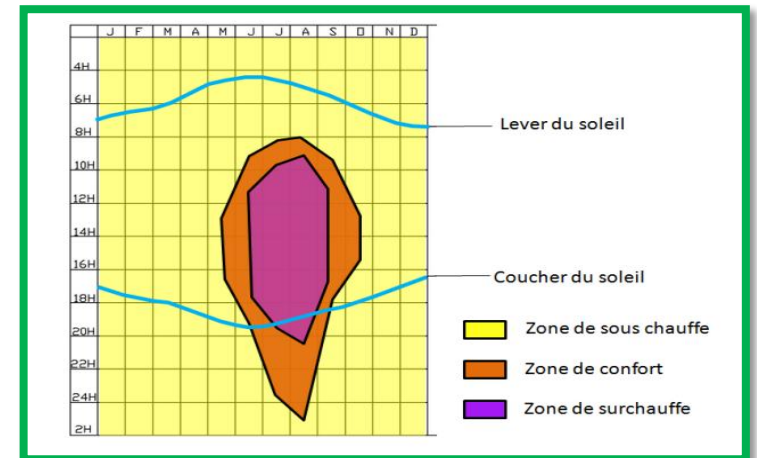 J F M A M J J A S O N D
4H
6H
8H
Lever du soleil
10H
12H
14H
16H
Coucher du soleil
18H
Zone de sous chauffe
20H
22H
Zone de confort
24H
Zone de surchauffe
2H